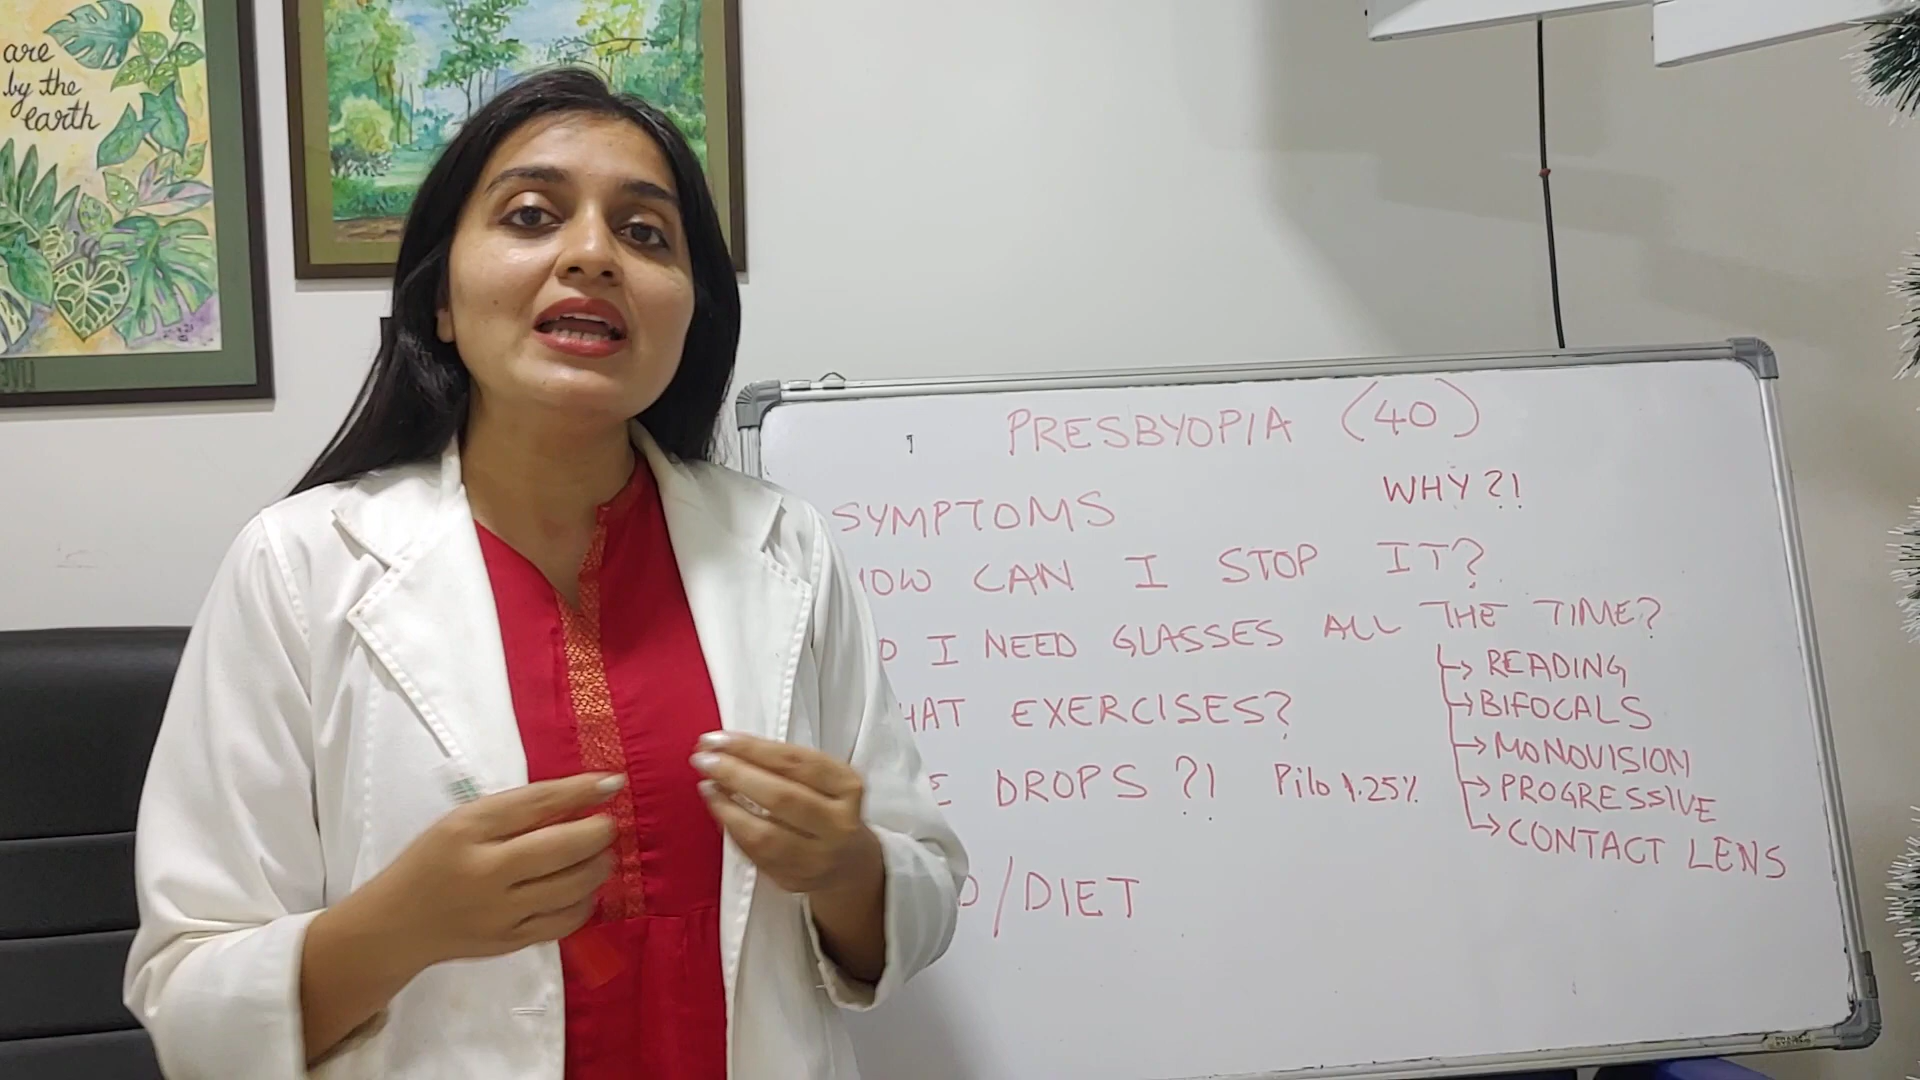 are
by the
earth
PRESBYOPIA (40)
WHY?!
SYMPTOMS
CAN I STOP IT?
I NEED GLASSES ALL THE TIME?
READING
BIFOCALS
MONOVISION
PROGRESSIVE
CONTACT LENS
EXERCISES?
DROPS?! Pilo 1.25%
/DIET